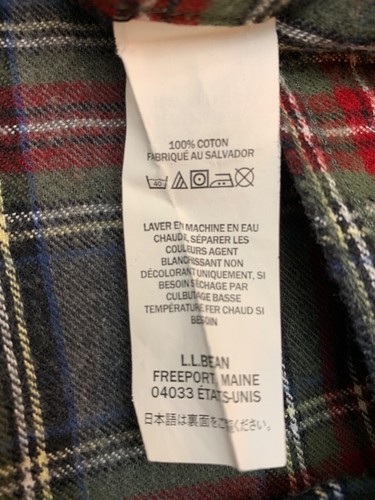 100% COTON
FABRIQUÉ AU SALVADOR
40
LAVER EN MACHINE EN EAU
CHAUDE, SÉPARER LES
COULEURS AGENT
BLANCHISSANT NON
DÉCOLORANT UNIQUEMENT, SI
BESOIN SÉCHAGE PAR
CULBUTAGE BASSE
TEMPÉRATURE, FER CHAUD SI
BESOIN
L.L.BEAN
FREEPORT, MAINE
04033 ÉTATS-UNIS
日本語は裏面をご覧ください。